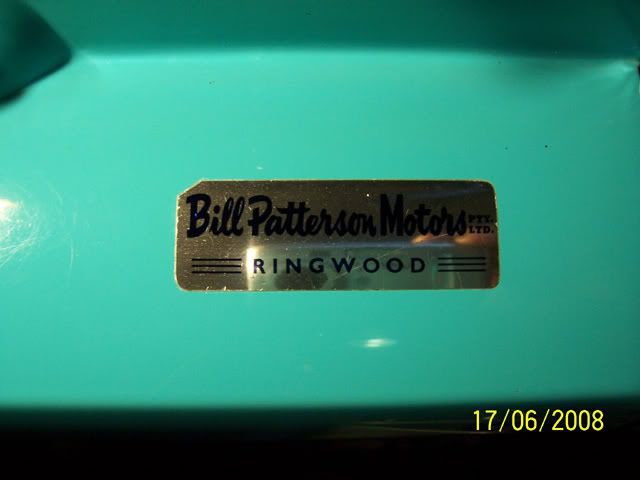 Bill Patterson Motors PTY. LTD.
RINGWOOD
17/06/2008